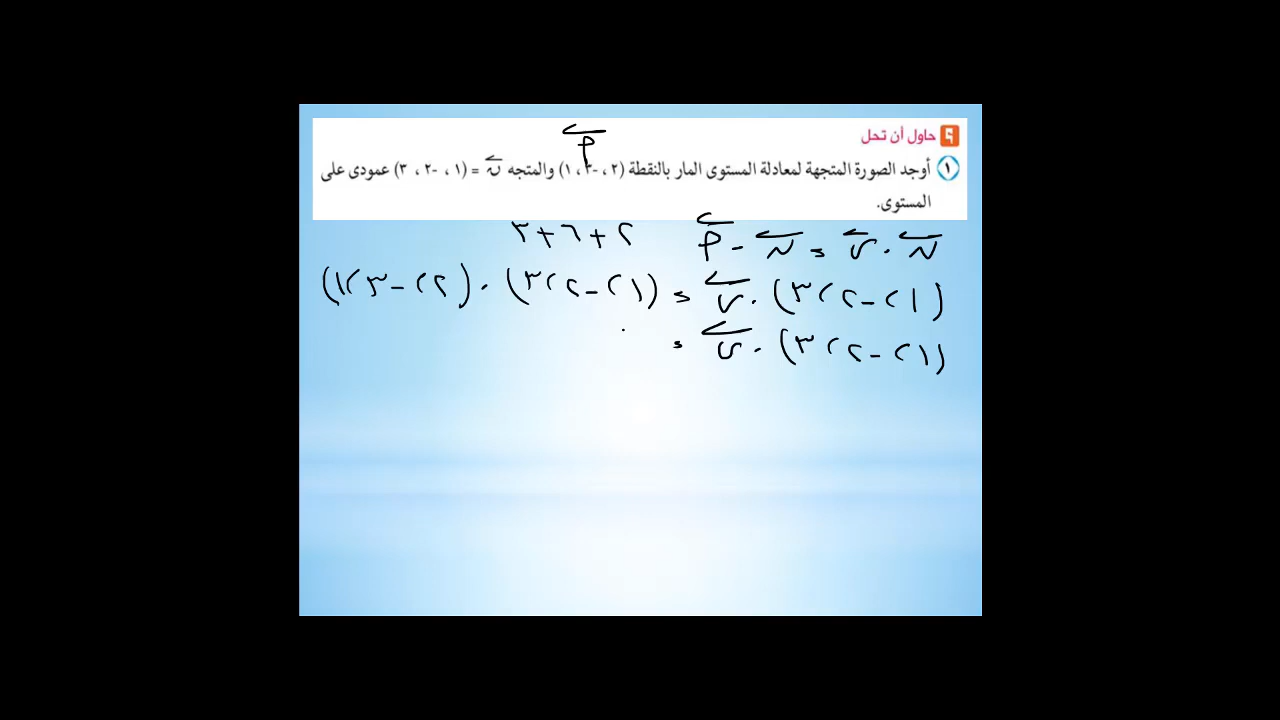 حاول أن تحل
١ أوجد الصورة المتجهة لمعادلة المستوى المار بالنقطة (٢ ، -٣ ، ١) والمتجه ن = (١ ، -٢ ، ٣) عمودى على
المستوى.
P
ن · ر = ن · P
٢ + ٦ + ٣
(١ ، -٢ ، ٣) · ر = (١ ، -٢ ، ٣) · (٢ ، -٣ ، ١)
(١ ، -٢ ، ٣) · ر =